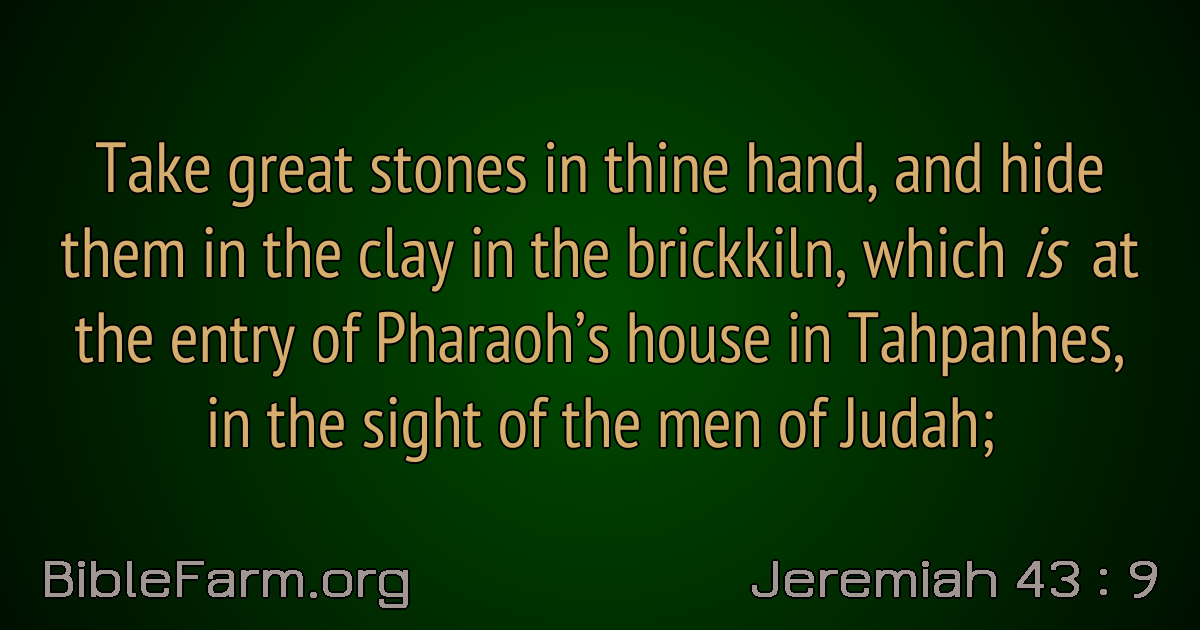 Take great stones in thine hand, and hide
them in the clay in the brickkiln, which is at
the entry of Pharaoh’s house in Tahpanhes,
in the sight of the men of Judah;
BibleFarm.org
Jeremiah 43 : 9